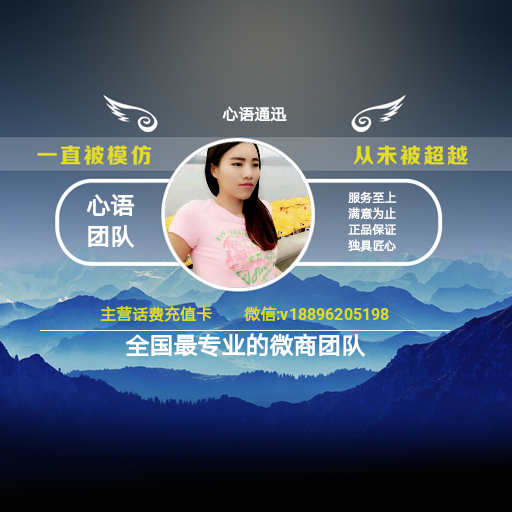 心语通迅
一直被模仿
从未被超越
心语
团队
服务至上
满意为止
正品保证
独具匠心
主营话费充值卡 微信:v18896205198
全国最专业的微商团队